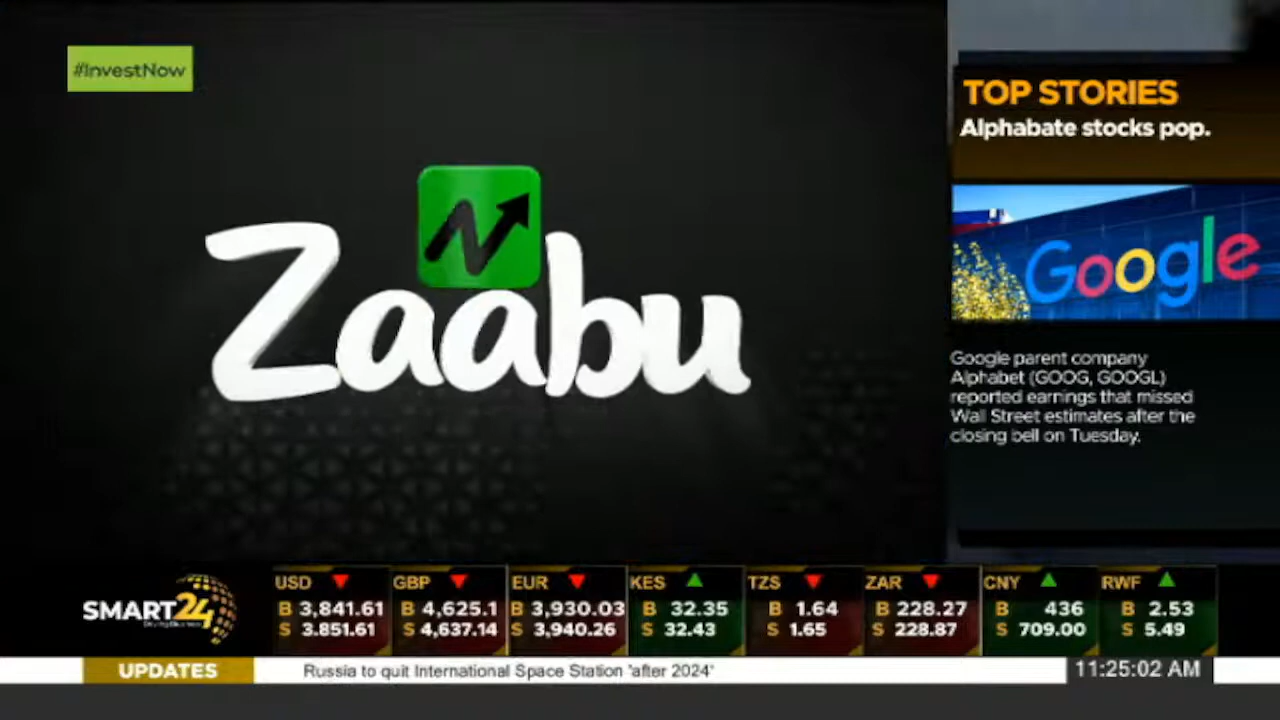 #InvestNow
Zaabu
TOP STORIES
Alphabate stocks pop.
Google
Google parent company
Alphabet (GOOG, GOOGL)
reported earnings that missed
Wall Street estimates after the
closing bell on Tuesday.
SMART24
USD GBP EUR KES TZS ZAR CNY RWF
B 3,841.61 B 4,625.1 B 3,930.03 B 32.35 B 1.64 B 228.27 B 436 B 2.53
S 3.851.61 S 4,637.14 S 3,940.26 S 32.43 S 1.65 S 228.87 S 709.00 S 5.49
UPDATES Russia to quit International Space Station 'after 2024' 11:25:02 AM